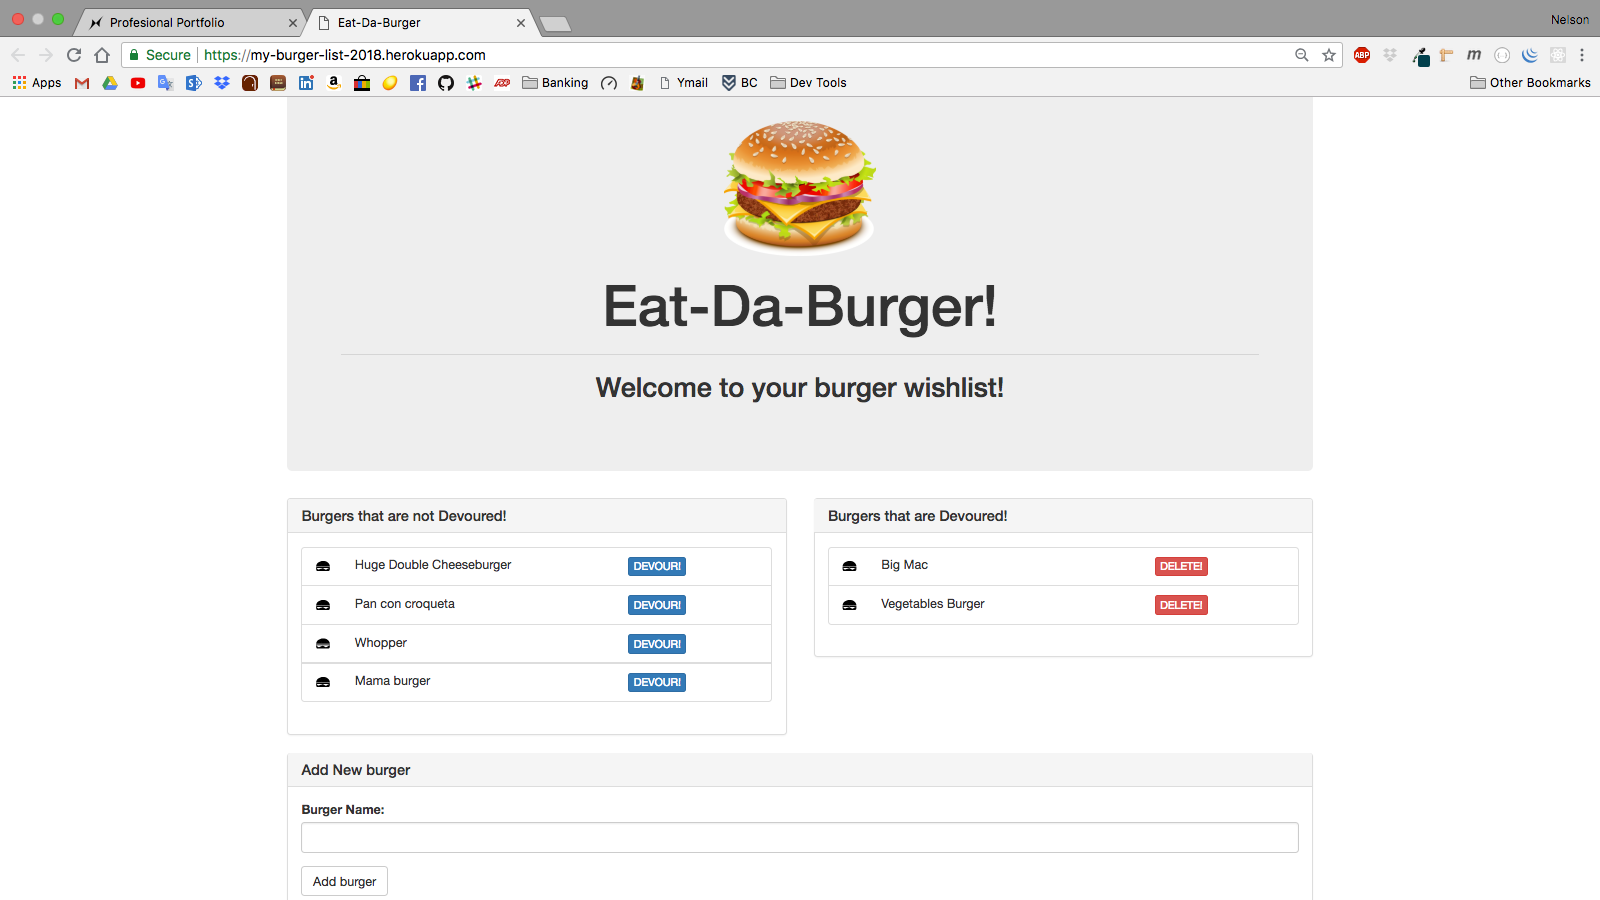 Profesional Portfolio
Eat-Da-Burger
Nelson
Secure
https://my-burger-list-2018.herokuapp.com
ABP
m
Apps
Banking
Ymail
BC
Dev Tools
Other Bookmarks
Eat-Da-Burger!
Welcome to your burger wishlist!
Burgers that are not Devoured!
Huge Double Cheeseburger DEVOUR!
Pan con croqueta DEVOUR!
Whopper DEVOUR!
Mama burger DEVOUR!
Burgers that are Devoured!
Big Mac DELETE!
Vegetables Burger DELETE!
Add New burger
Burger Name:
Add burger